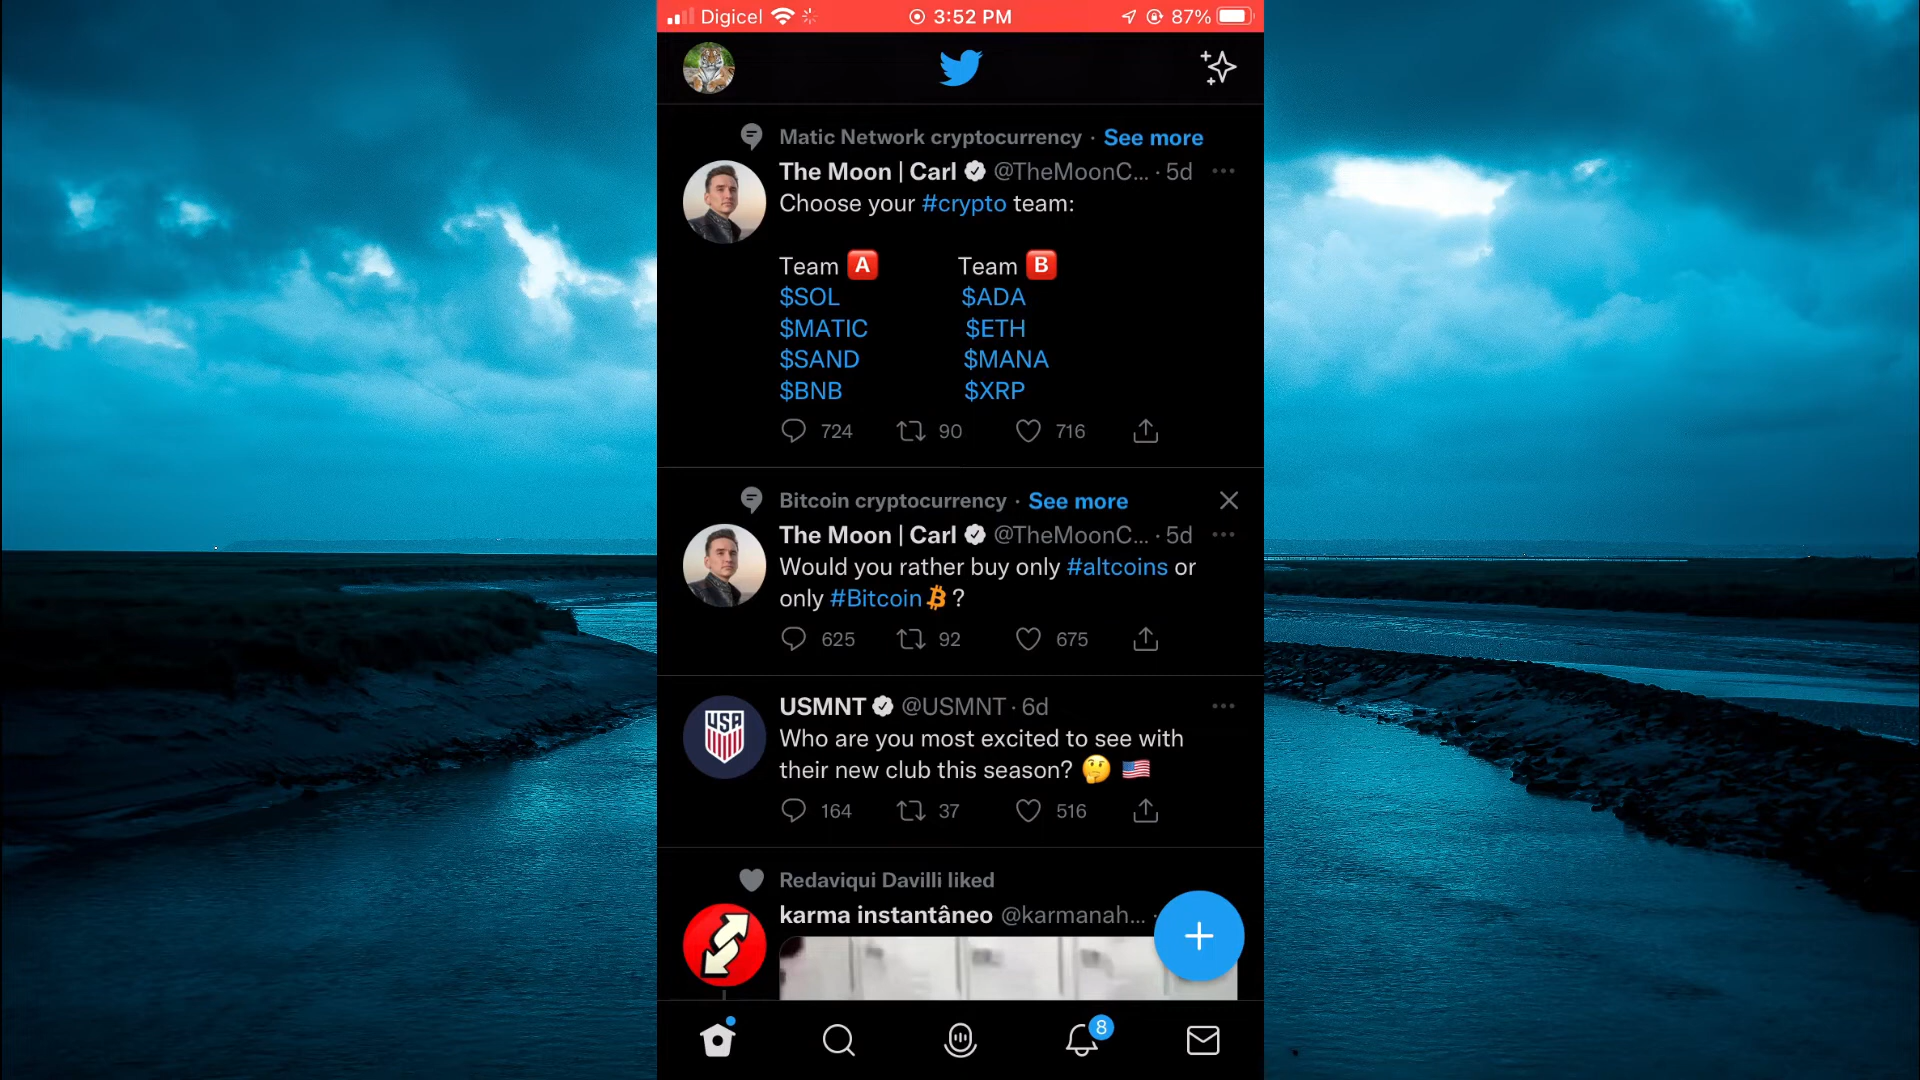 Digicel 3:52 PM 87%
Matic Network cryptocurrency · See more
The Moon | Carl @TheMoonC... · 5d
Choose your #crypto team:
Team A Team B
$SOL $ADA
$MATIC $ETH
$SAND $MANA
$BNB $XRP
724 90 716
Bitcoin cryptocurrency · See more
The Moon | Carl @TheMoonC... · 5d
Would you rather buy only #altcoins or
only #Bitcoin ?
625 92 675
USA
USMNT @USMNT · 6d
Who are you most excited to see with
their new club this season? 🤔 🇺🇸
164 37 516
Redaviqui Davilli liked
karma instantâneo @karmanah... ·
8